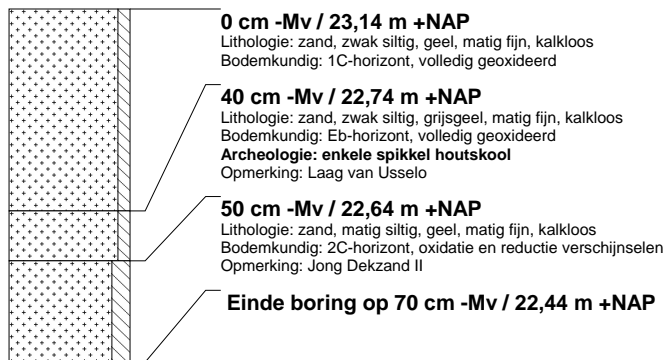 0 cm -Mv / 23,14 m +NAP
Lithologie: zand, zwak siltig, geel, matig fijn, kalkloos
Bodemkundig: 1C-horizont, volledig geoxideerd
40 cm -Mv / 22,74 m +NAP
Lithologie: zand, zwak siltig, grijsgeel, matig fijn, kalkloos
Bodemkundig: Eb-horizont, volledig geoxideerd
Archeologie: enkele spikkel houtskool
Opmerking: Laag van Usselo
50 cm -Mv / 22,64 m +NAP
Lithologie: zand, matig siltig, geel, matig fijn, kalkloos
Bodemkundig: 2C-horizont, oxidatie en reductie verschijnselen
Opmerking: Jong Dekzand II
Einde boring op 70 cm -Mv / 22,44 m +NAP